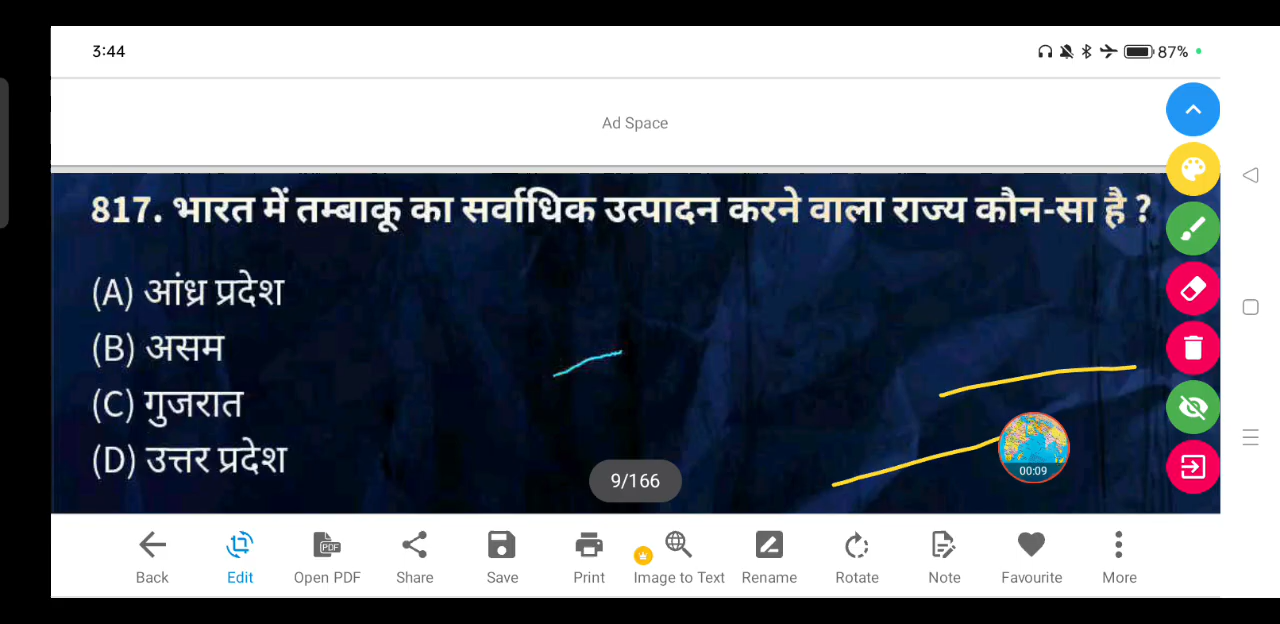 3:44
87%
Ad Space
817. भारत में तम्बाकू का सर्वाधिक उत्पादन करने वाला राज्य कौन-सा है ?
(A) आंध्र प्रदेश
(B) असम
(C) गुजरात
(D) उत्तर प्रदेश
00:09
9/166
PDF
Back Edit Open PDF Share Save Print Image to Text Rename Rotate Note Favourite More